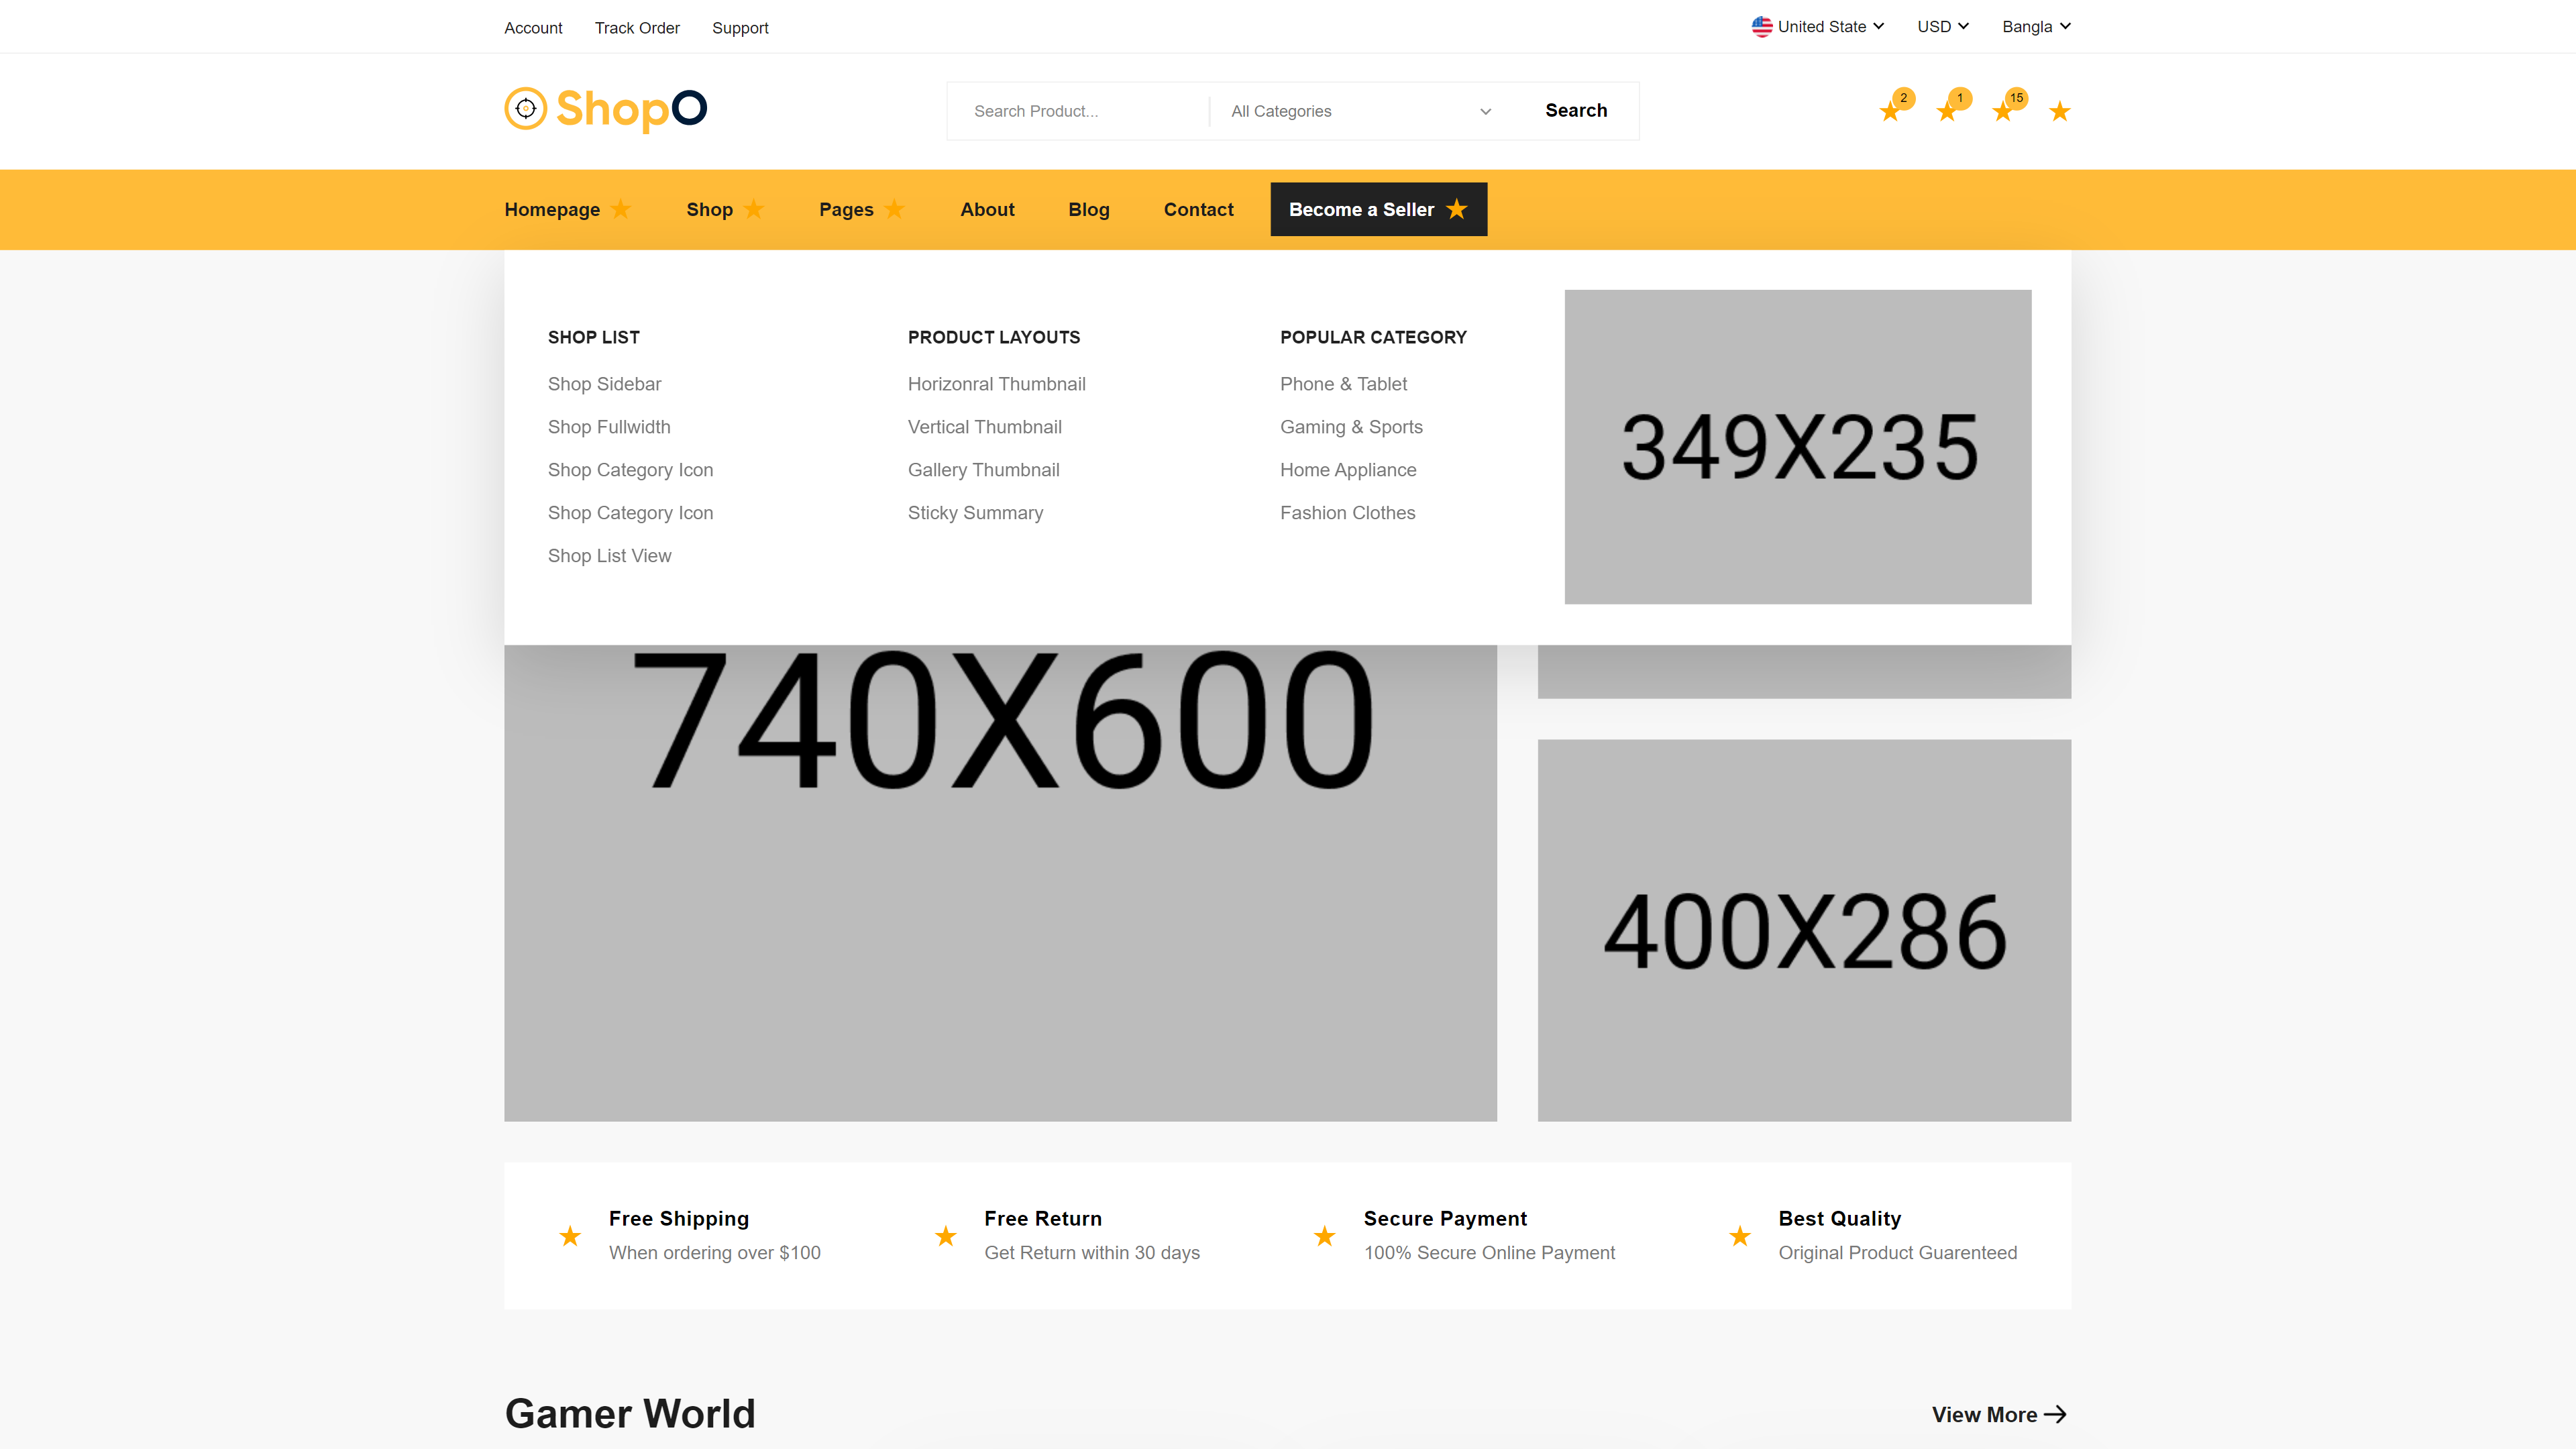 Account Track Order Support United State USD Bangla
ShopO Search Product... All Categories Search 2 1 15
Homepage Shop Pages About Blog Contact Become a Seller
SHOP LIST
Shop Sidebar
Shop Fullwidth
Shop Category Icon
Shop Category Icon
Shop List View
PRODUCT LAYOUTS
Horizonral Thumbnail
Vertical Thumbnail
Gallery Thumbnail
Sticky Summary
POPULAR CATEGORY
Phone & Tablet
Gaming & Sports
Home Appliance
Fashion Clothes
349X235
740X600
400X286
Free Shipping
When ordering over $100
Free Return
Get Return within 30 days
Secure Payment
100% Secure Online Payment
Best Quality
Original Product Guarenteed
Gamer World View More